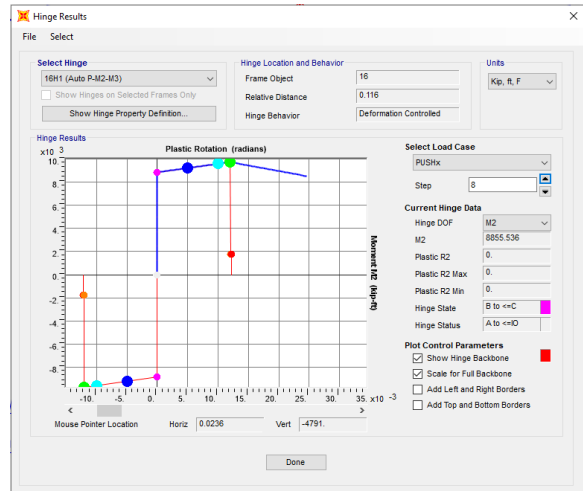 Hinge Results
File Select
Select Hinge
16H1 (Auto P-M2-M3)
Show Hinges on Selected Frames Only
Show Hinge Property Definition...
Hinge Location and Behavior
Frame Object 16
Relative Distance 0.116
Hinge Behavior Deformation Controlled
Units
Kip, ft, F
Hinge Results
x10 3
Plastic Rotation (radians)
10.
8.
6.
4.
2.
0.
-2.
-4.
-6.
-8.
Moment M2 (kip-ft)
-10. -5. 0. 5. 10. 15. 20. 25. 30. 35. x10 -3
Mouse Pointer Location Horiz 0.0236 Vert -4791.
Select Load Case
PUSHx
Step 8
Current Hinge Data
Hinge DOF M2
M2 8855.536
Plastic R2 0.
Plastic R2 Max 0.
Plastic R2 Min 0.
Hinge State B to <=C
Hinge Status A to <=IO
Plot Control Parameters
Show Hinge Backbone
Scale for Full Backbone
Add Left and Right Borders
Add Top and Bottom Borders
Done